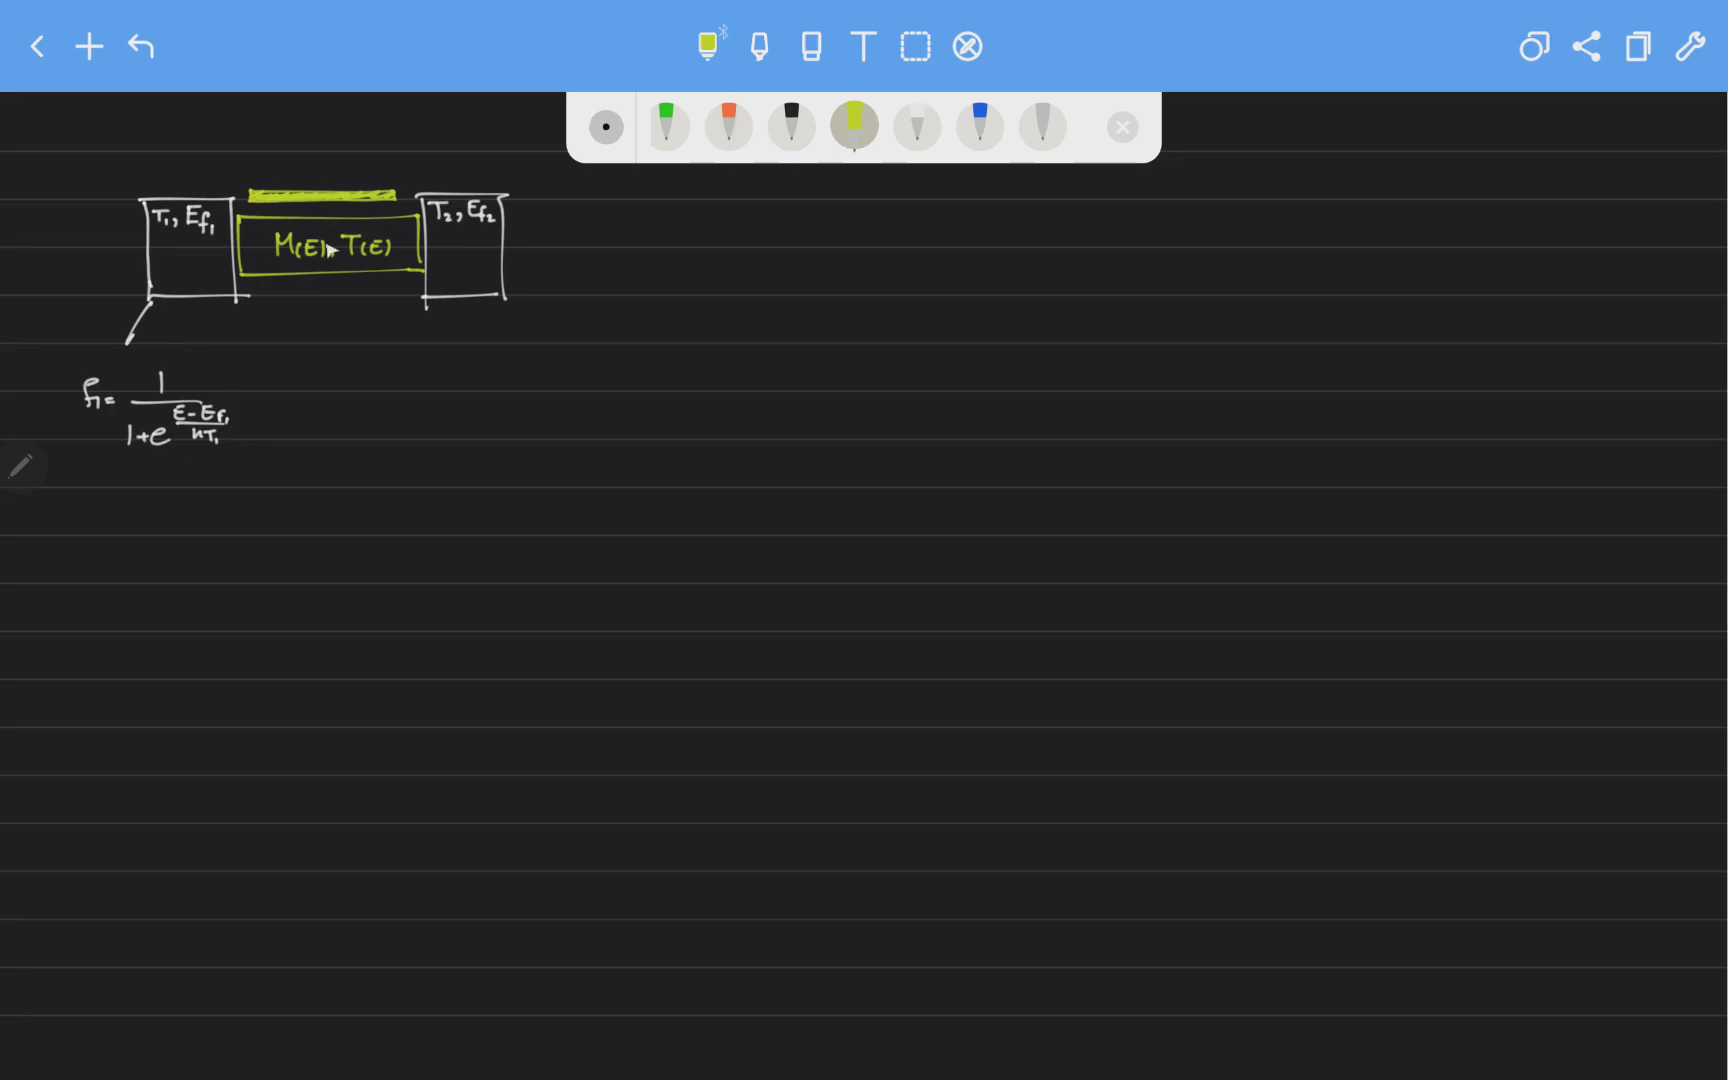 T₁, Ef₁ M(E), T(E) T₂, Ef₂
f₁ = 1 / (1+e^((E-Ef₁)/kT₁))
T